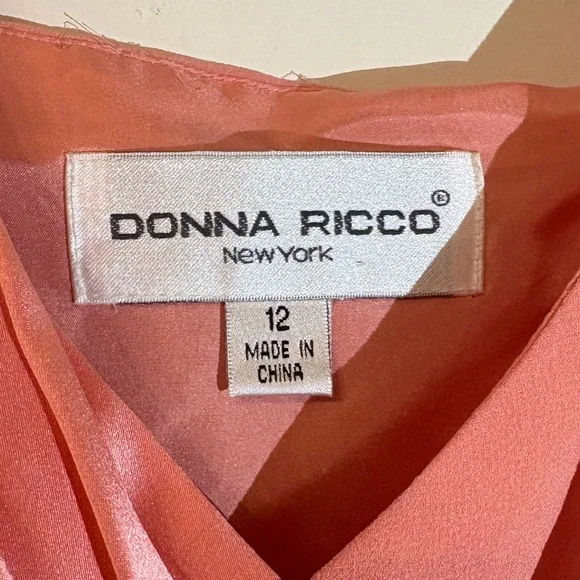 DONNA RICCO®
New York
12
MADE IN
CHINA